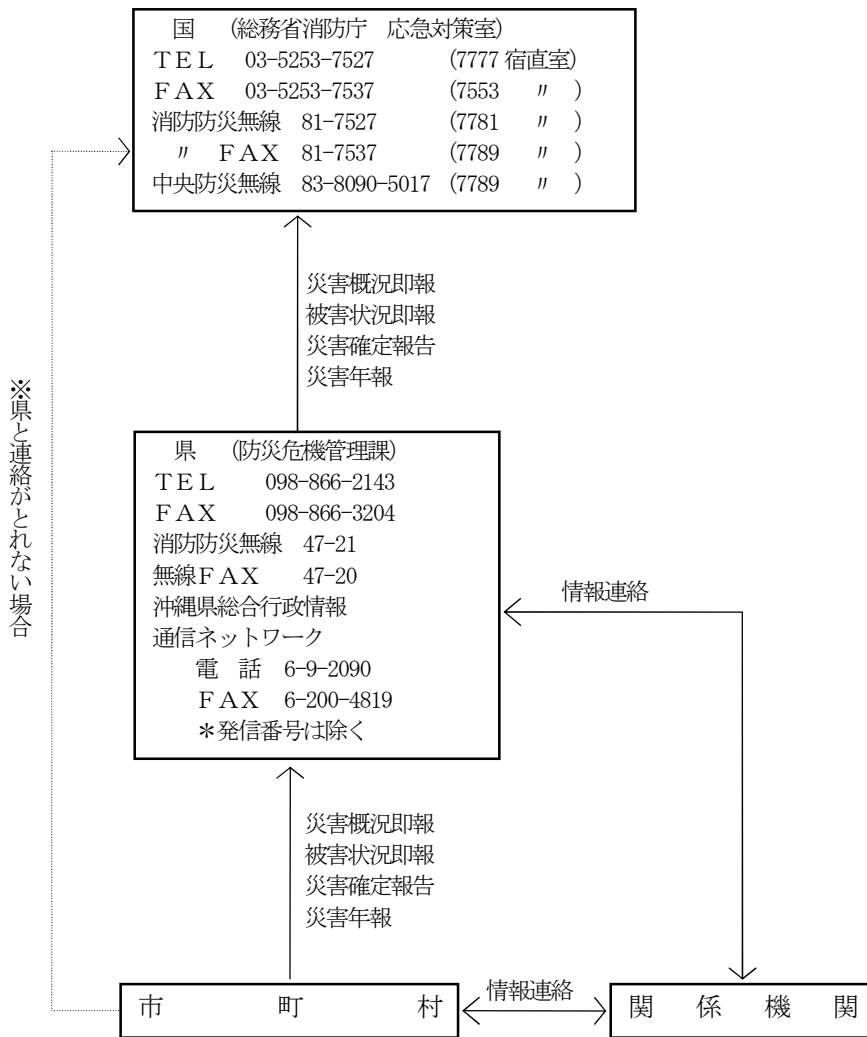 国　(総務省消防庁　応急対策室)
ＴＥＬ　03-5253-7527　(7777 宿直室)
ＦＡＸ　03-5253-7537　(7553　〃　)
消防防災無線　81-7527　(7781　〃　)
〃　ＦＡＸ　81-7537　(7789　〃　)
中央防災無線　83-8090-5017　(7789　〃　)
災害概況即報
被害状況即報
災害確定報告
災害年報
※県と連絡がとれない場合
県　(防災危機管理課)
ＴＥＬ　098-866-2143
ＦＡＸ　098-866-3204
消防防災無線　47-21
無線ＦＡＸ　47-20
沖縄県総合行政情報
通信ネットワーク
電　話　6-9-2090
ＦＡＸ　6-200-4819
＊発信番号は除く
情報連絡
災害概況即報
被害状況即報
災害確定報告
災害年報
市　町　村
情報連絡
関　係　機　関